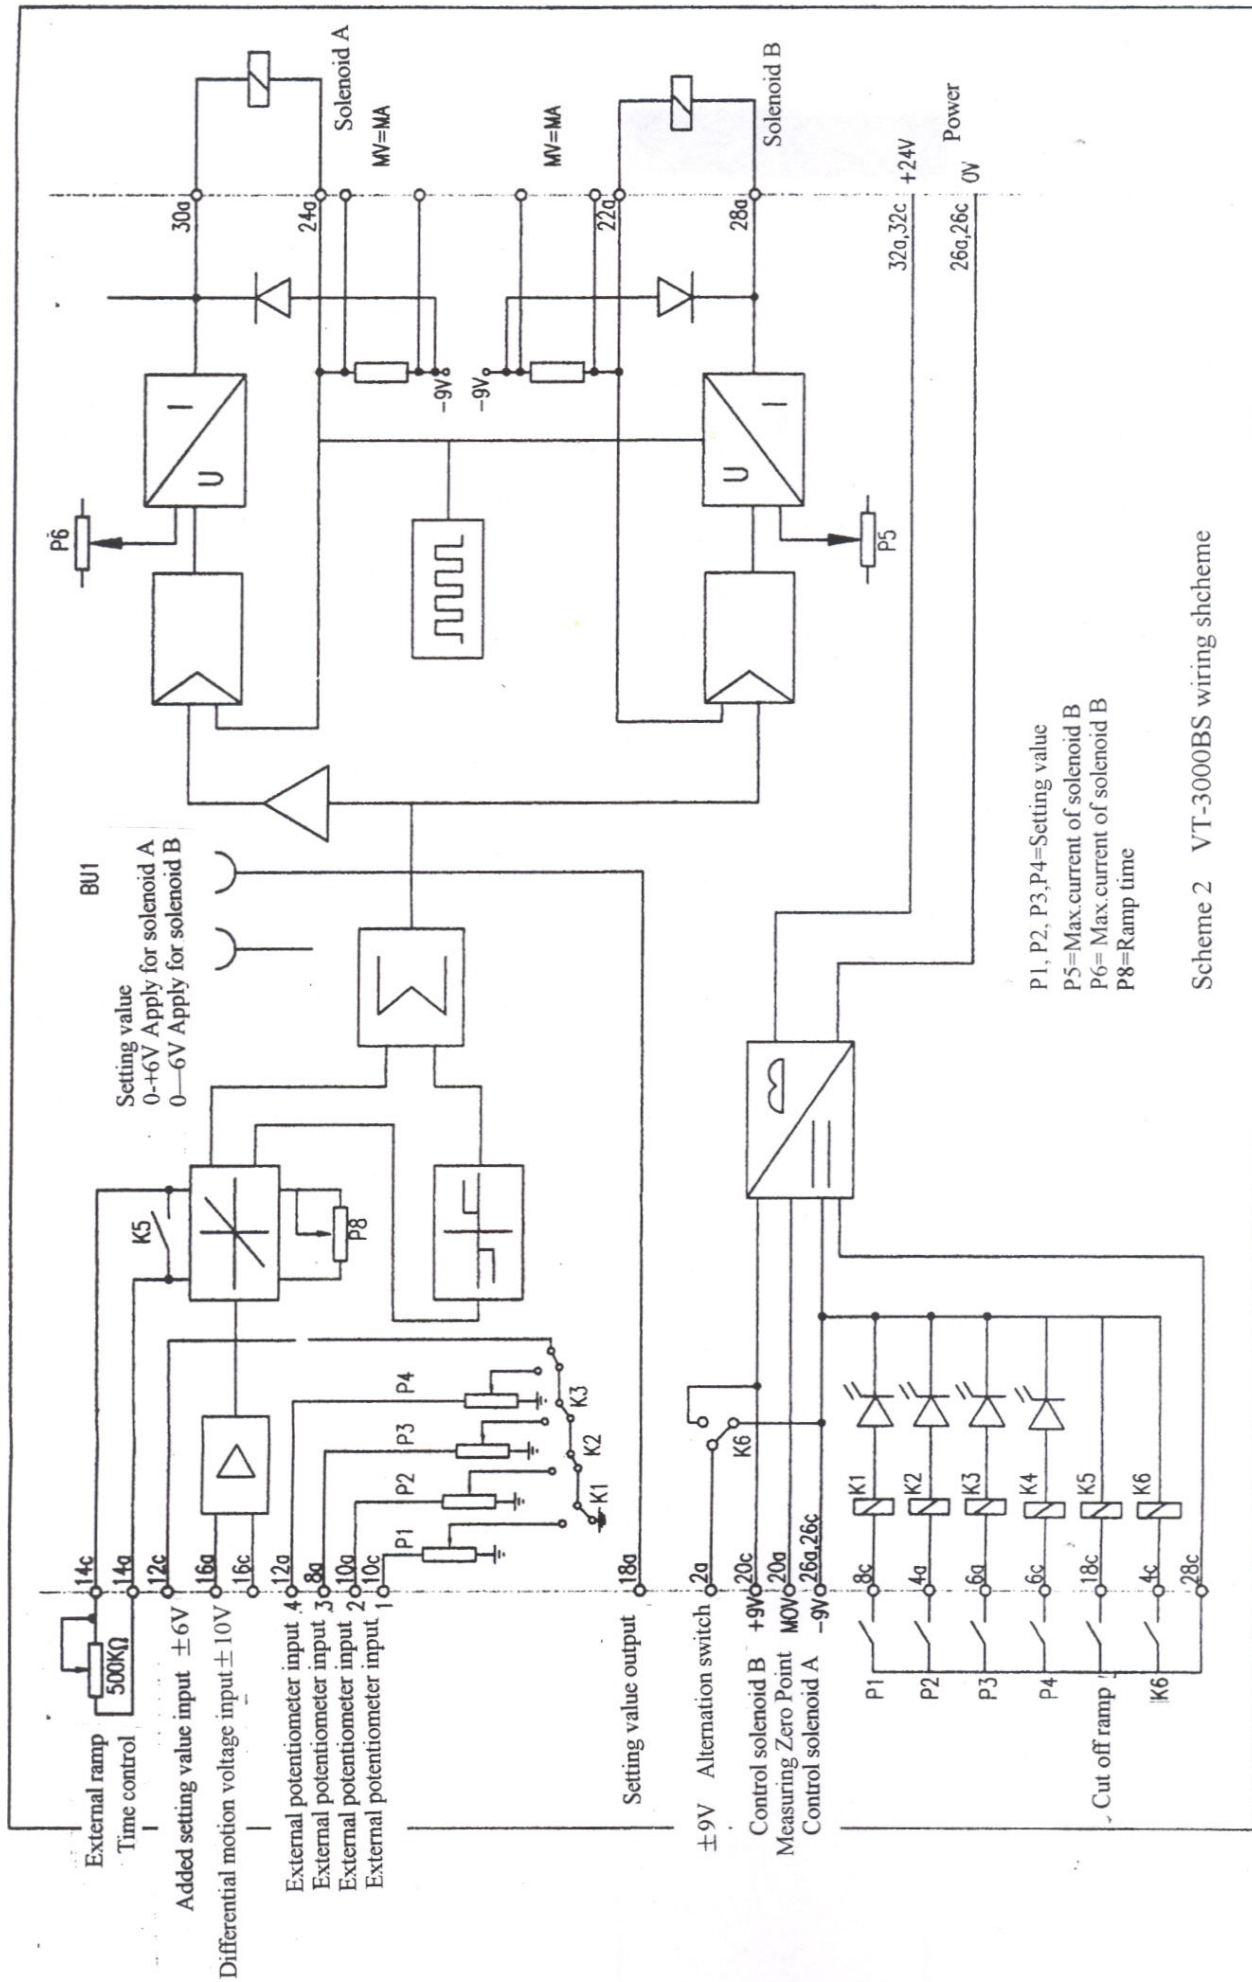 External ramp
Time control
Added setting value input ±6V
Differential motion voltage input±10V
External potentiometer input 4
External potentiometer input 3
External potentiometer input 2
External potentiometer input 1
Setting value output
±9V Alternation switch
Control solenoid B +9V
Measuring Zero Point MOV
Control solenoid A -9V
P1
P2
P3
P4
Cut off ramp
K6
500KΩ
14c
14a
12c
16a
16c
12a
8a
10a
10c
18a
2a
20c
20a
26a,26c
8c
4a
6a
6c
18c
4c
28c
P1
P2
P3
P4
K1
K2
K3
K6
K1
K2
K3
K4
K5
K6
K5
P8
Setting value
0-+6V Apply for solenoid A
0—6V Apply for solenoid B
BU1
P6
U
I
U
I
P5
-9V
-9V
30a
24a
22a
28a
32a,32c
26a,26c
Solenoid A
MV=MA
MV=MA
Solenoid B
+24V
0V
Power
P1, P2, P3,P4=Setting value
P5=Max.current of solenoid B
P6= Max.current of solenoid B
P8=Ramp time
Scheme 2 VT-3000BS wiring shcheme